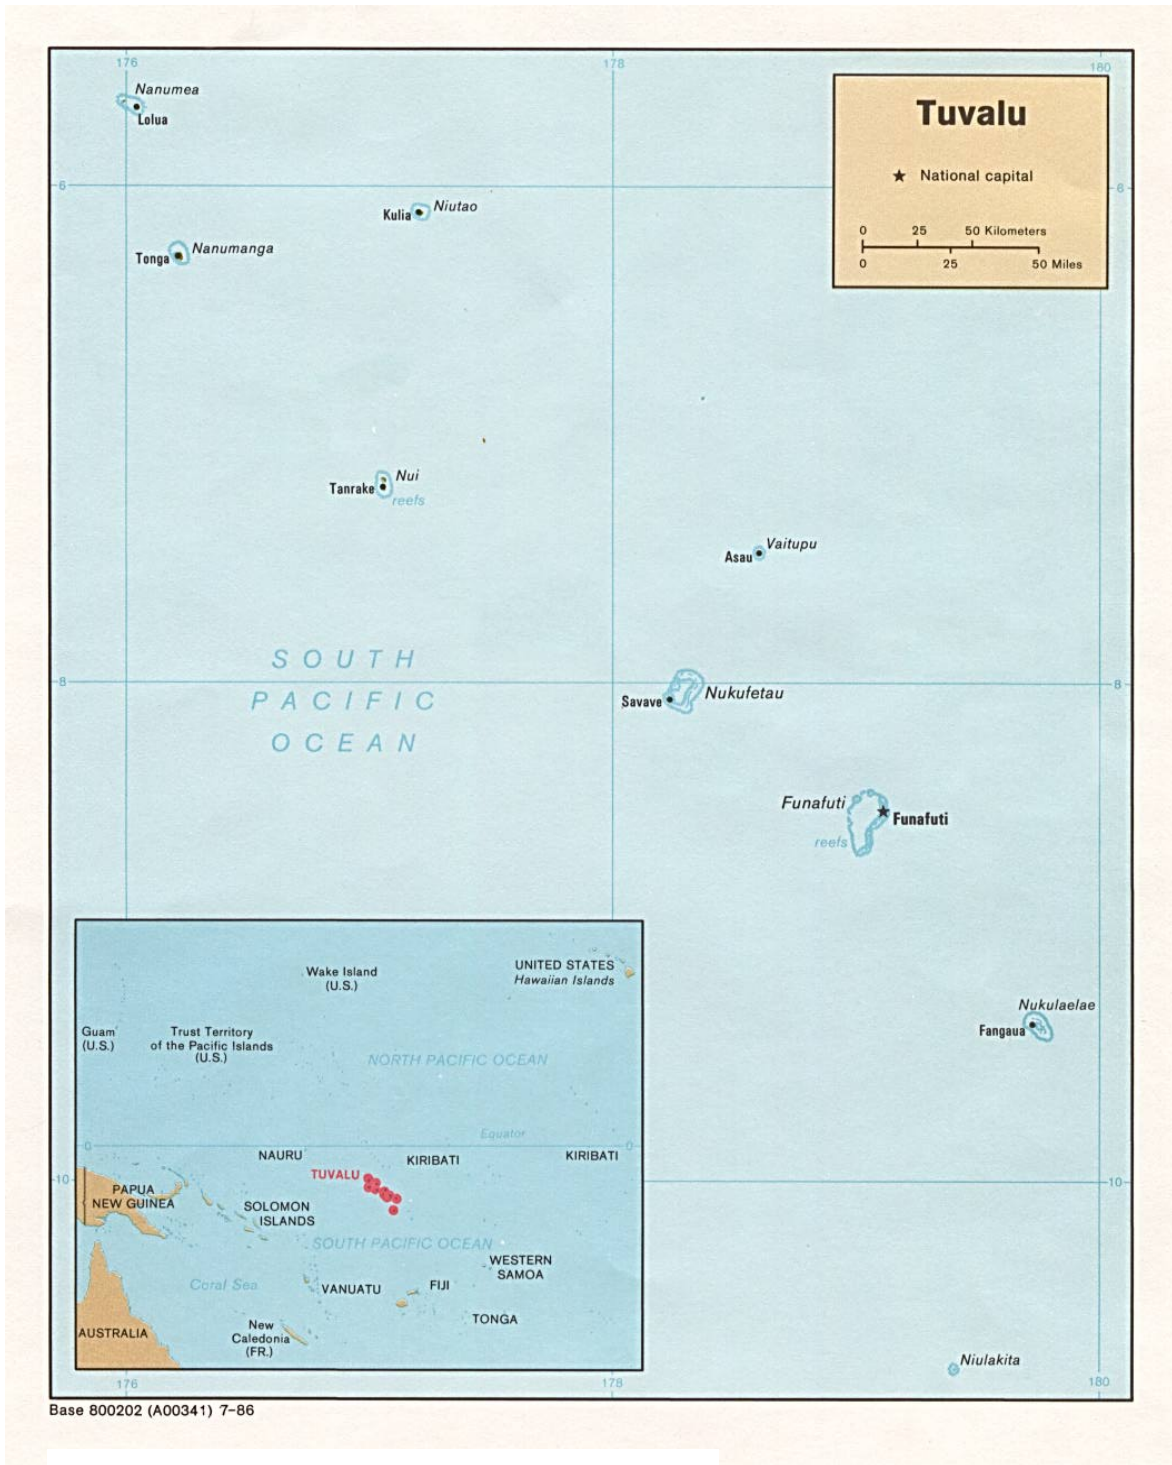 176
178
180
Nanumea
Lolua
Tuvalu
National capital
0 25 50 Kilometers
0 25 50 Miles
6
6
Kulia
Niutao
Tonga
Nanumanga
Tanrake
Nui
reefs
Asau
Vaitupu
SOUTH
PACIFIC
OCEAN
8
8
Savave
Nukufetau
Funafuti
Funafuti
reefs
Wake Island
(U.S.)
UNITED STATES
Hawaiian Islands
Guam
(U.S.)
Trust Territory
of the Pacific Islands
(U.S.)
NORTH PACIFIC OCEAN
Nukulaelae
Fangaua
Equator
0
0
NAURU
KIRIBATI
KIRIBATI
TUVALU
10
10
PAPUA
NEW GUINEA
SOLOMON
ISLANDS
SOUTH PACIFIC OCEAN
WESTERN
SAMOA
Coral Sea
VANUATU
FIJI
TONGA
New
Caledonia
(FR.)
AUSTRALIA
Niulakita
176
178
180
Base 800202 (A00341) 7-86